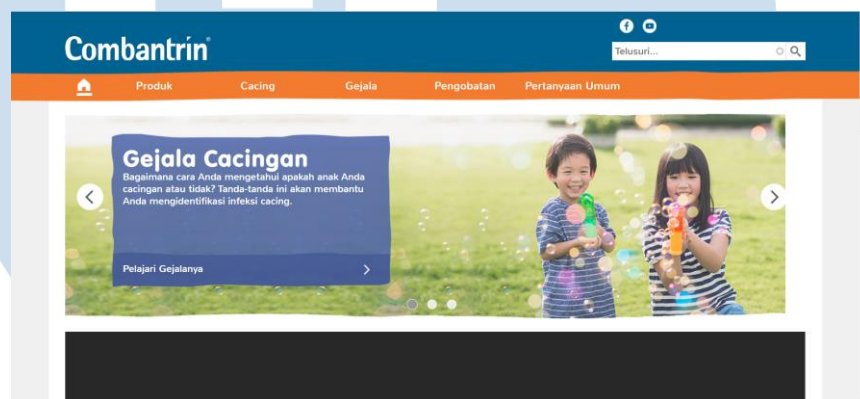 Combantrin®
Telusuri...
Produk Cacing Gejala Pengobatan Pertanyaan Umum
Gejala Cacingan
Bagaimana cara Anda mengetahui apakah anak Anda
cacingan atau tidak? Tanda-tanda ini akan membantu
Anda mengidentifikasi infeksi cacing.
Pelajari Gejalanya